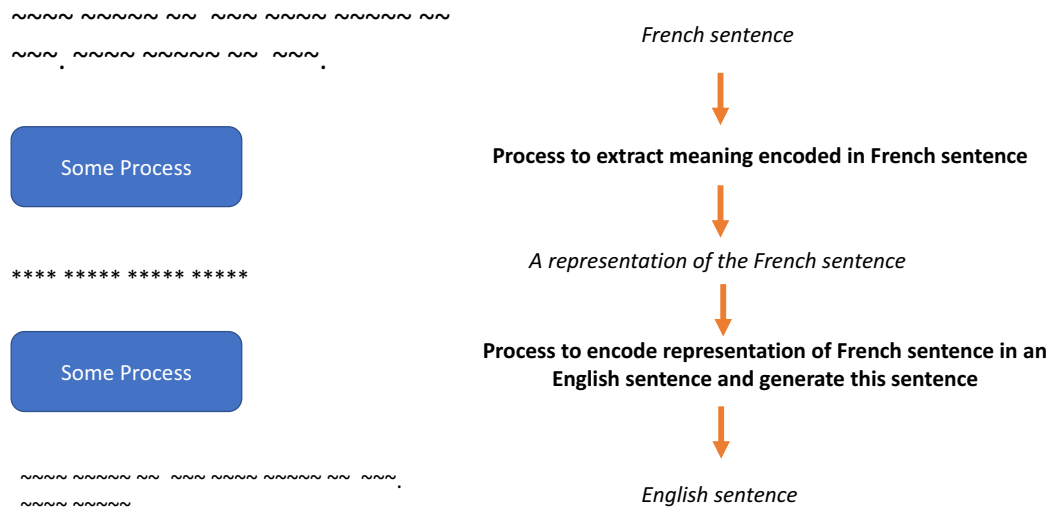 ~~~~ ~~~~~ ~~ ~~~ ~~~~ ~~~~~ ~~
~~~. ~~~~ ~~~~~ ~~ ~~~.
French sentence
Some Process
Process to extract meaning encoded in French sentence
**** ***** ***** *****
A representation of the French sentence
Some Process
Process to encode representation of French sentence in an
English sentence and generate this sentence
~~~~ ~~~~~ ~~ ~~~ ~~~~ ~~~~~ ~~ ~~~.
~~~~ ~~~~~
English sentence